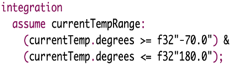 integration
assume currentTempRange:
(currentTemp.degrees >= f32"-70.0") &
(currentTemp.degrees <= f32"180.0");